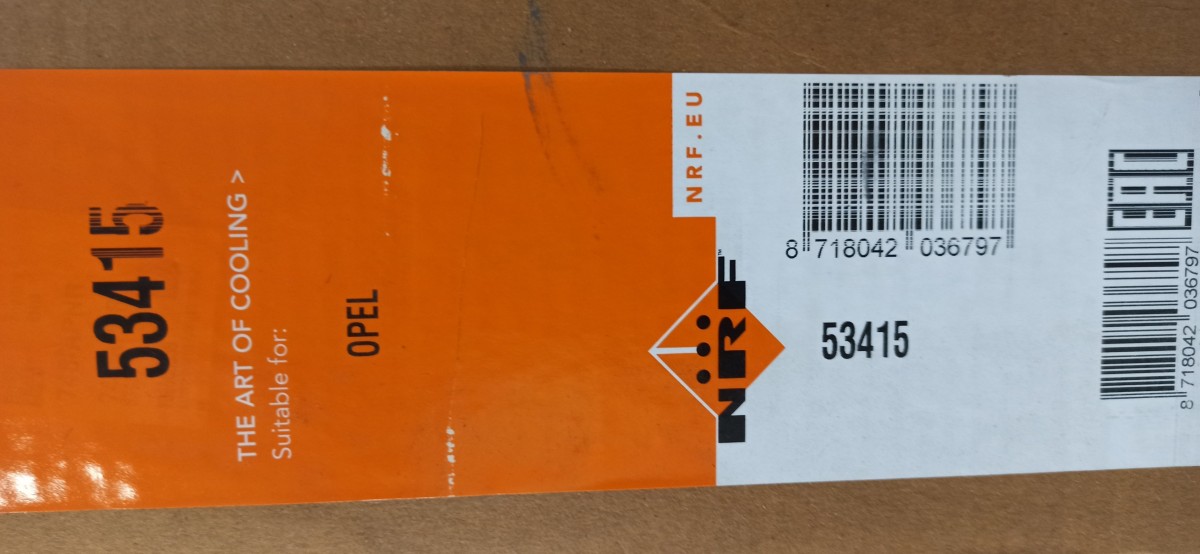 53415
THE ART OF COOLING >
Suitable for:
OPEL
NRF.EU
NRF
™
8 718042 036797
53415
EAC
8 718042 036797